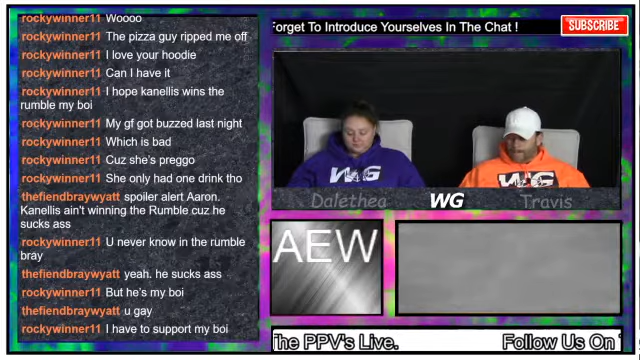 rockywinner11 Woooo
rockywinner11 The pizza guy ripped me off
rockywinner11 I love your hoodie
rockywinner11 Can I have it
rockywinner11 I hope kanellis wins the
rumble my boi
rockywinner11 My gf got buzzed last night
rockywinner11 Which is bad
rockywinner11 Cuz she's preggo
rockywinner11 She only had one drink tho
thefiendbraywyatt spoiler alert Aaron.
Kanellis ain't winning the Rumble cuz he
sucks ass
rockywinner11 U never know in the rumble
bray
thefiendbraywyatt yeah. he sucks ass
rockywinner11 But he's my boi
thefiendbraywyatt u gay
rockywinner11 I have to support my boi
Forget To Introduce Yourselves In The Chat !
SUBSCRIBE
WG
WG
Dalethea
WG
Travis
AEW
The PPV's Live.
Follow Us On